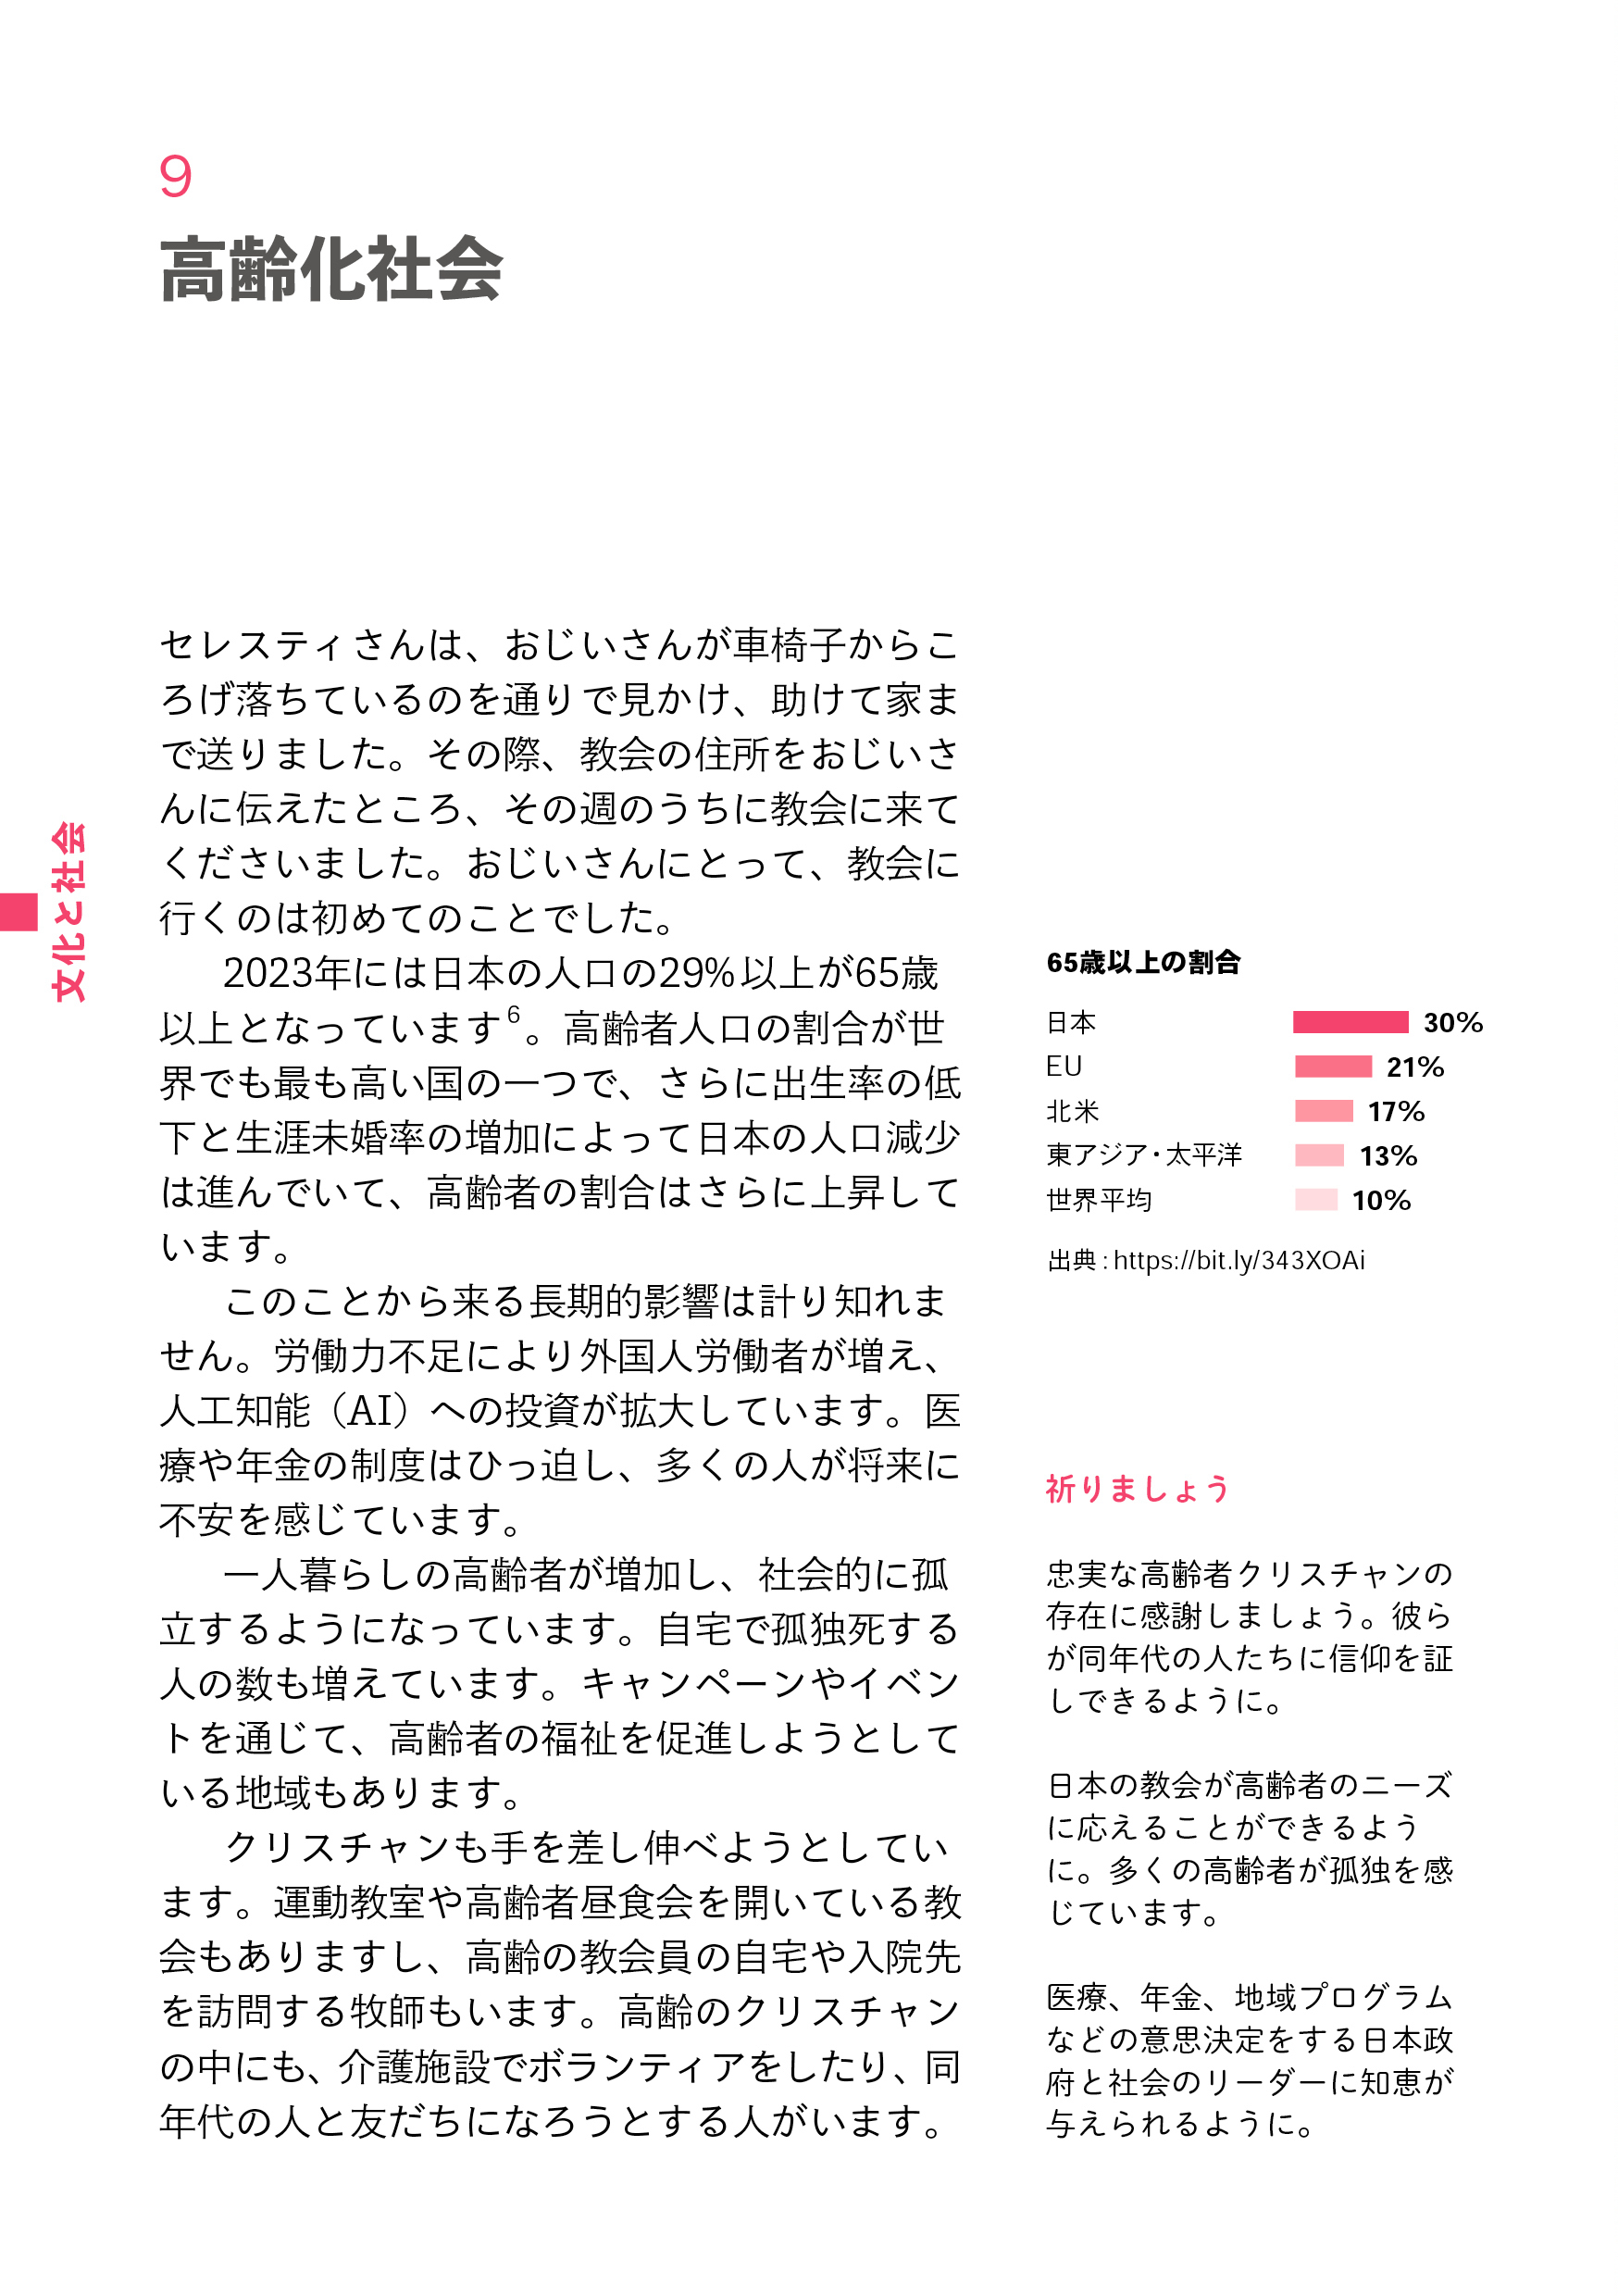 9
高齢化社会
文化と社会
セレスティさんは、おじいさんが車椅子からこ
ろげ落ちているのを通りで見かけ、助けて家ま
で送りました。その際、教会の住所をおじいさ
んに伝えたところ、その週のうちに教会に来て
くださいました。おじいさんにとって、教会に
行くのは初めてのことでした。
2023年には日本の人口の29%以上が65歳
以上となっています6。高齢者人口の割合が世
界でも最も高い国の一つで、さらに出生率の低
下と生涯未婚率の増加によって日本の人口減少
は進んでいて、高齢者の割合はさらに上昇して
います。
このことから来る長期的影響は計り知れま
せん。労働力不足により外国人労働者が増え、
人工知能（AI）への投資が拡大しています。医
療や年金の制度はひっ迫し、多くの人が将来に
不安を感じています。
一人暮らしの高齢者が増加し、社会的に孤
立するようになっています。自宅で孤独死する
人の数も増えています。キャンペーンやイベン
トを通じて、高齢者の福祉を促進しようとして
いる地域もあります。
クリスチャンも手を差し伸べようとしてい
ます。運動教室や高齢者昼食会を開いている教
会もありますし、高齢の教会員の自宅や入院先
を訪問する牧師もいます。高齢のクリスチャン
の中にも、介護施設でボランティアをしたり、同
年代の人と友だちになろうとする人がいます。
65歳以上の割合
日本 30%
EU 21%
北米 17%
東アジア・太平洋 13%
世界平均 10%
出典：https://bit.ly/343XOAi
祈りましょう
忠実な高齢者クリスチャンの
存在に感謝しましょう。彼ら
が同年代の人たちに信仰を証
しできるように。
日本の教会が高齢者のニーズ
に応えることができるよう
に。多くの高齢者が孤独を感
じています。
医療、年金、地域プログラム
などの意思決定をする日本政
府と社会のリーダーに知恵が
与えられるように。